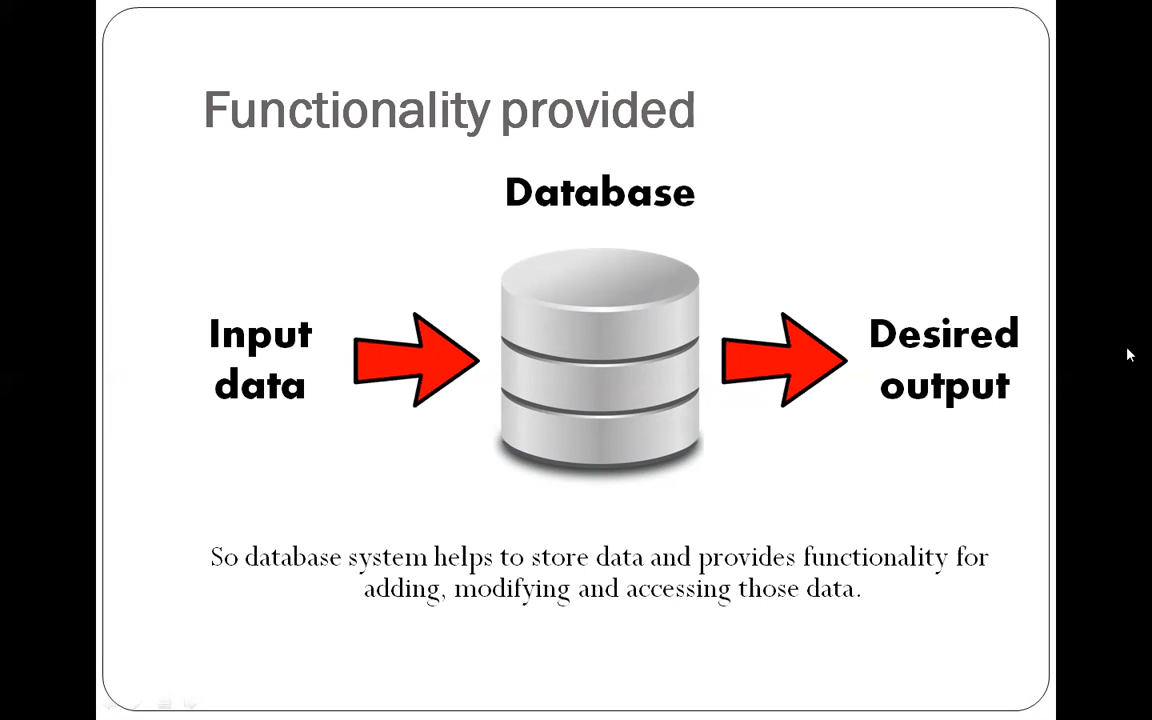 Functionality provided
Database
Input
data
Desired
output
So database system helps to store data and provides functionality for
adding, modifying and accessing those data.